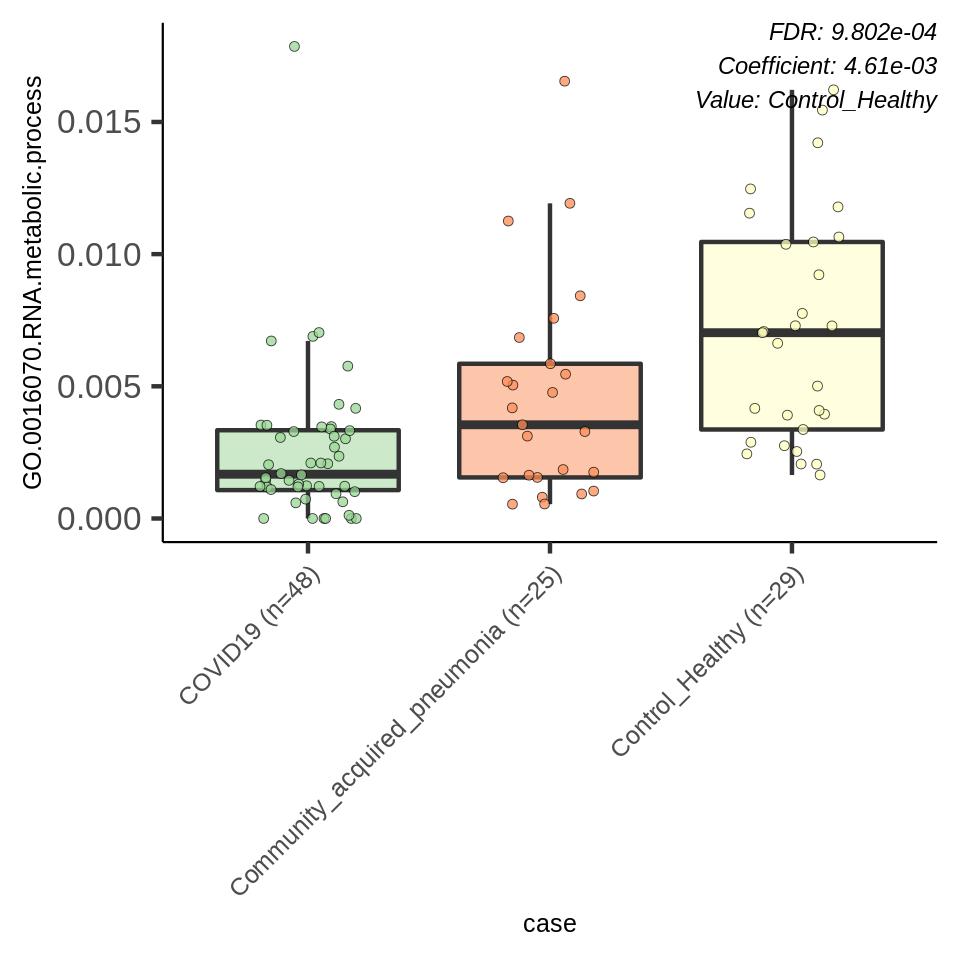 FDR: 9.802e-04
Coefficient: 4.61e-03
Value: Control_Healthy
GO.0016070.RNA.metabolic.process
0.015
0.010
0.005
0.000
COVID19 (n=48)
Community_acquired_pneumonia (n=25)
Control_Healthy (n=29)
case